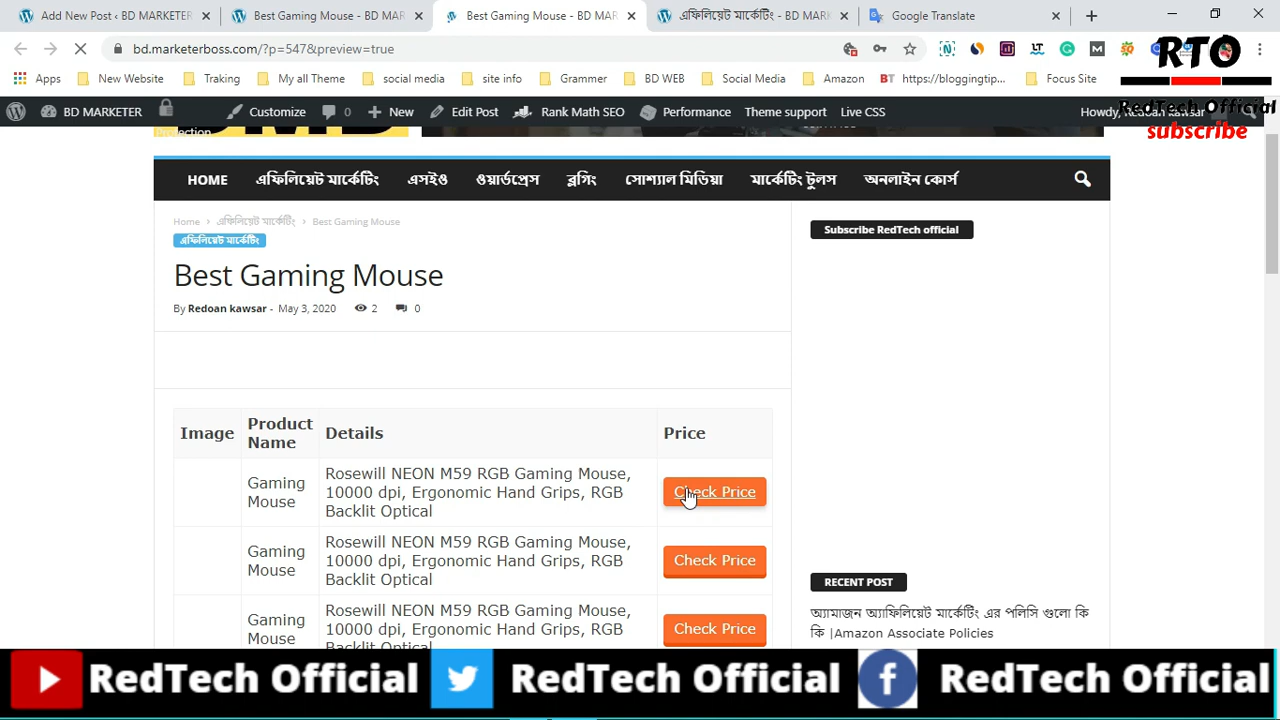 Add New Post ‹ BD MARKETER
Best Gaming Mouse - BD MAR
Best Gaming Mouse - BD MAR
এফিলিয়েট মার্কেটিং - BD MARK
Google Translate
bd.marketerboss.com/?p=547&preview=true
RTO
Apps
New Website
Traking
My all Theme
social media
site info
Grammer
BD WEB
Social Media
Amazon
BT https://bloggingtip...
Focus Site
BD MARKETER
Customize
0
New
Edit Post
Rank Math SEO
Performance
Theme support
Live CSS
Howdy, Redoan kawsar
RedTech Official
subscribe
Protection
HOME
এফিলিয়েট মার্কেটিং
এসইও
ওয়ার্ডপ্রেস
ব্লগিং
সোশ্যাল মিডিয়া
মার্কেটিং টুলস
অনলাইন কোর্স
Home › এফিলিয়েট মার্কেটিং › Best Gaming Mouse
এফিলিয়েট মার্কেটিং
Best Gaming Mouse
By Redoan kawsar - May 3, 2020 2 0
Subscribe RedTech official
Image
Product
Name
Details
Price
Gaming
Mouse
Rosewill NEON M59 RGB Gaming Mouse,
10000 dpi, Ergonomic Hand Grips, RGB
Backlit Optical
Check Price
Gaming
Mouse
Rosewill NEON M59 RGB Gaming Mouse,
10000 dpi, Ergonomic Hand Grips, RGB
Backlit Optical
Check Price
Gaming
Mouse
Rosewill NEON M59 RGB Gaming Mouse,
10000 dpi, Ergonomic Hand Grips, RGB
Backlit Optical
Check Price
RECENT POST
অ্যামাজন অ্যাফিলিয়েট মার্কেটিং এর পলিসি গুলো কি
কি |Amazon Associate Policies
RedTech Official
RedTech Official
RedTech Official